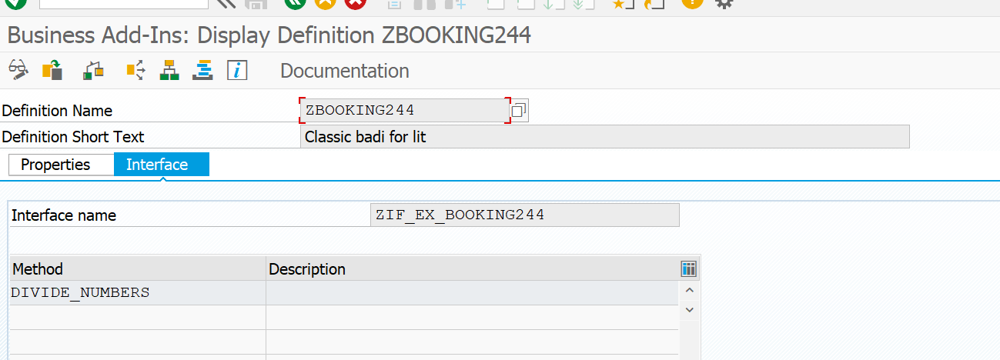 Business Add-Ins: Display Definition ZBOOKING244
Documentation
Definition Name ZBOOKING244
Definition Short Text Classic badi for lit
Properties Interface
Interface name ZIF_EX_BOOKING244
Method Description
DIVIDE_NUMBERS